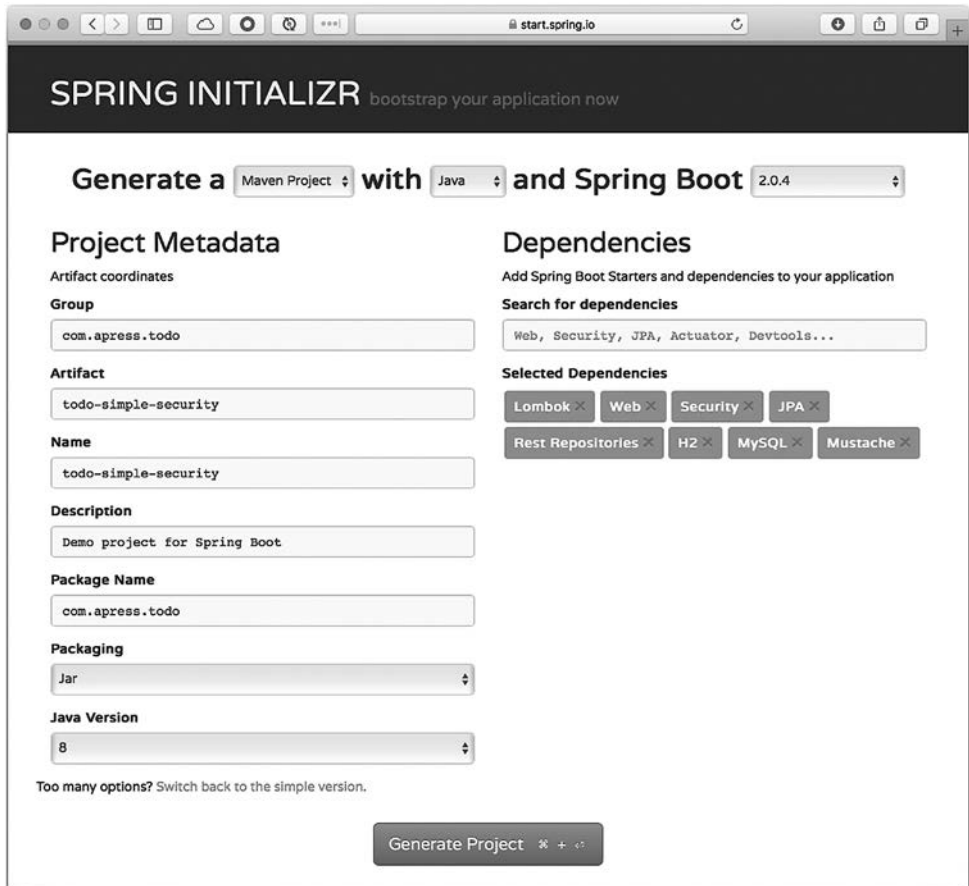 start.spring.io
SPRING INITIALIZR bootstrap your application now
Generate a Maven Project with Java and Spring Boot 2.0.4
Project Metadata
Artifact coordinates
Group
com.apress.todo
Artifact
todo-simple-security
Name
todo-simple-security
Description
Demo project for Spring Boot
Package Name
com.apress.todo
Packaging
Jar
Java Version
8
Too many options? Switch back to the simple version.
Dependencies
Add Spring Boot Starters and dependencies to your application
Search for dependencies
Web, Security, JPA, Actuator, Devtools...
Selected Dependencies
Lombok × Web × Security × JPA ×
Rest Repositories × H2 × MySQL × Mustache ×
Generate Project ⌘ + ⏎